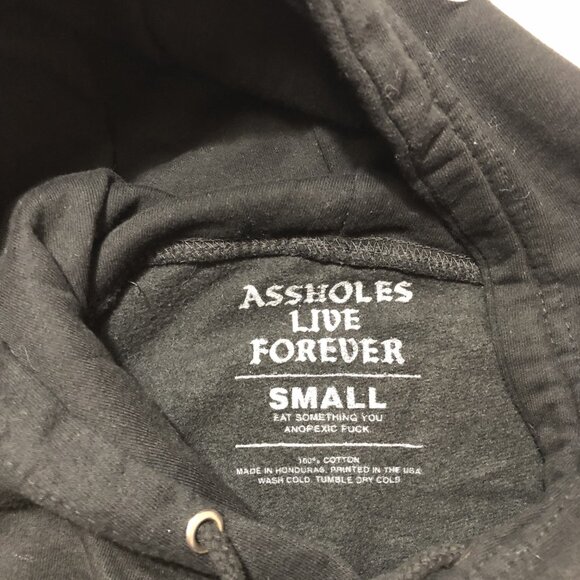 ASSHOLES
LIVE
FOREVER
SMALL
EAT SOMETHING YOU
ANOREXIC FUCK.
100% COTTON
MADE IN HONDURAS, PRINTED IN THE USA
WASH COLD, TUMBLE DRY COLD